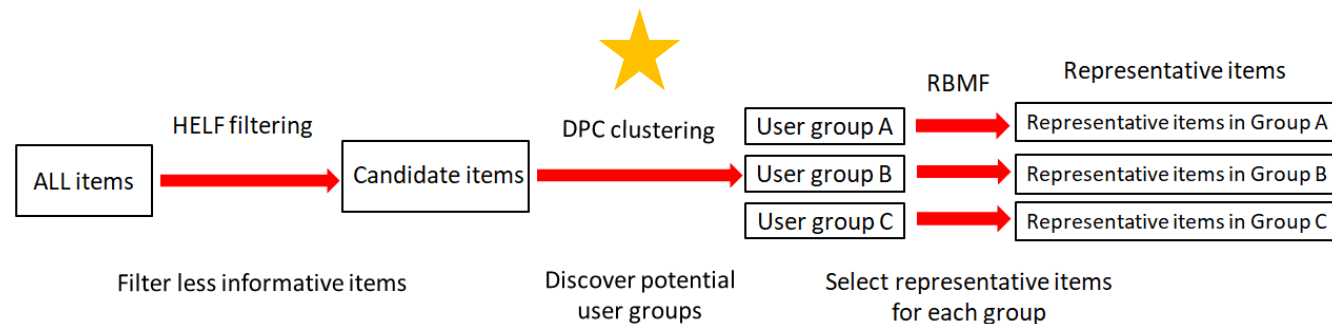 HELF filtering
DPC clustering
RBMF
Representative items
ALL items
Candidate items
User group A
User group B
User group C
Representative items in Group A
Representative items in Group B
Representative items in Group C
Filter less informative items
Discover potential
user groups
Select representative items
for each group